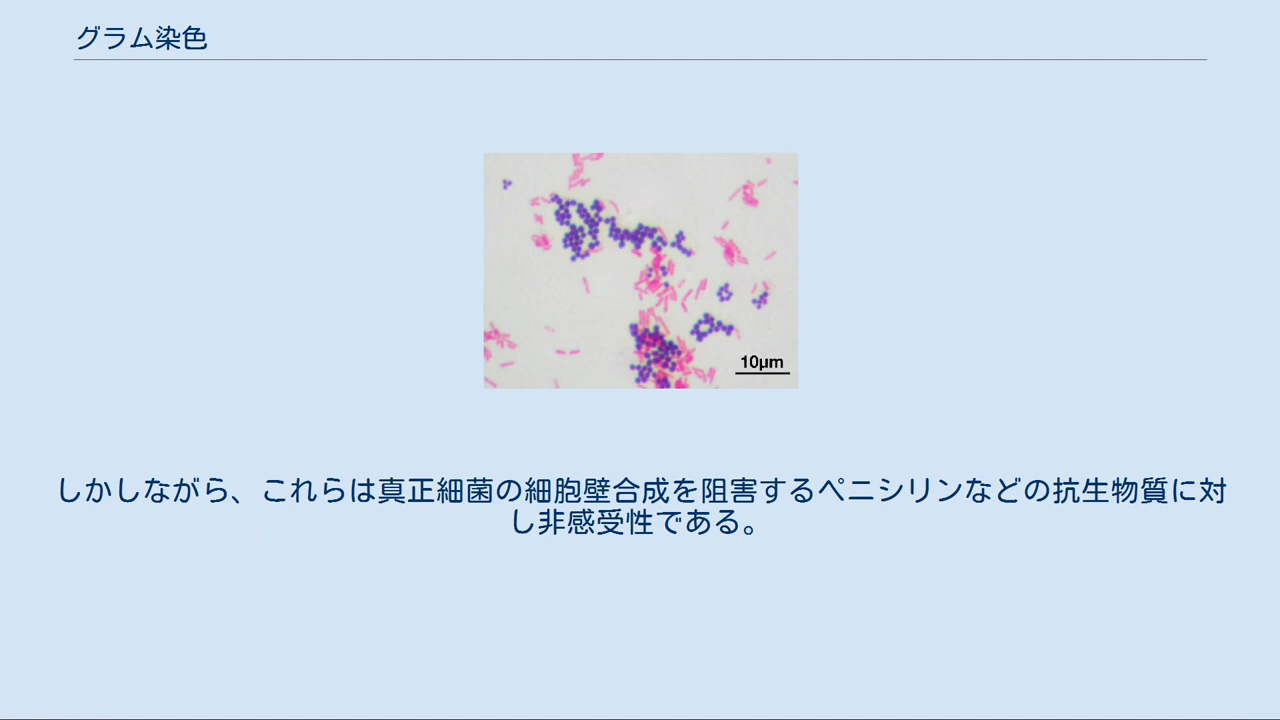 グラム染色
10μm
しかしながら、これらは真正細菌の細胞壁合成を阻害するペニシリンなどの抗生物質に対
し非感受性である。